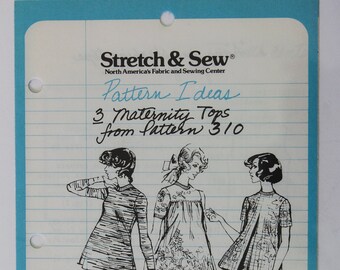 Stretch & Sew®
North America's Fabric and Sewing Center
Pattern Ideas
3 Maternity Tops
from Pattern 310